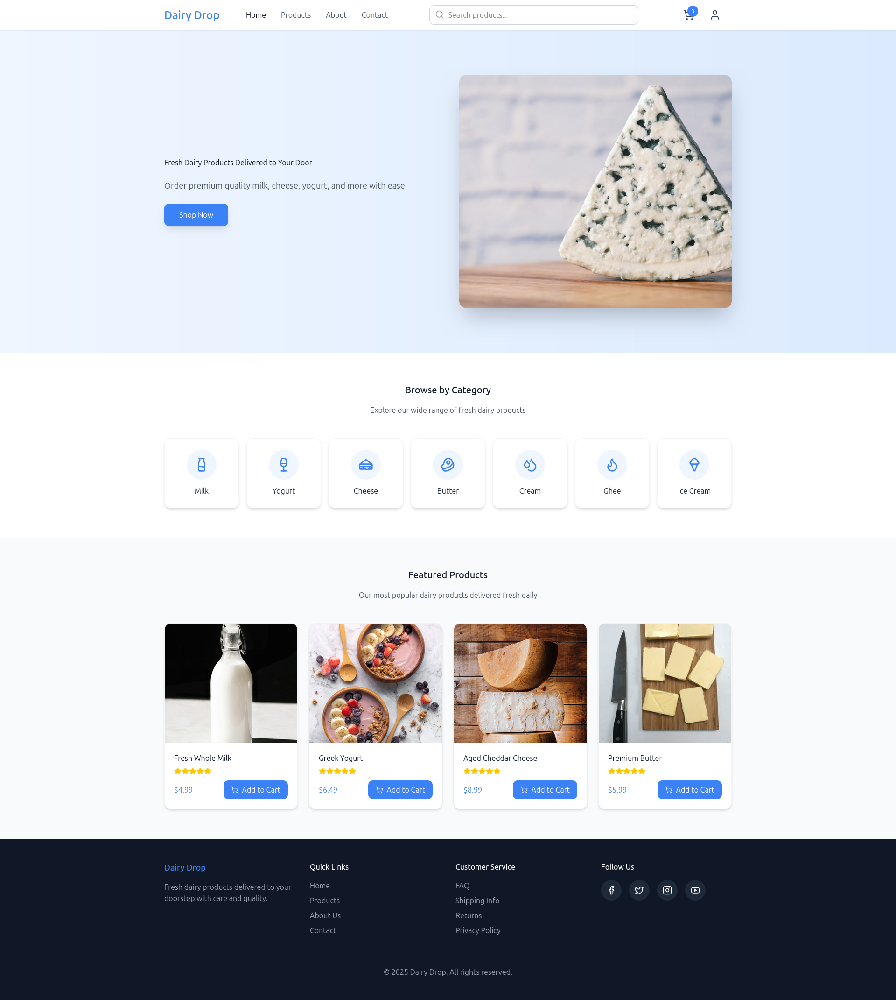 Dairy Drop
Home
Products
About
Contact
Search products...
3
Fresh Dairy Products Delivered to Your Door
Order premium quality milk, cheese, yogurt, and more with ease
Shop Now
Browse by Category
Explore our wide range of fresh dairy products
Milk
Yogurt
Cheese
Butter
Cream
Ghee
Ice Cream
Featured Products
Our most popular dairy products delivered fresh daily
Fresh Whole Milk
$4.99
Add to Cart
Greek Yogurt
$6.49
Add to Cart
Aged Cheddar Cheese
$8.99
Add to Cart
Premium Butter
$5.99
Add to Cart
Dairy Drop
Fresh dairy products delivered to your
doorstep with care and quality.
Quick Links
Home
Products
About Us
Contact
Customer Service
FAQ
Shipping Info
Returns
Privacy Policy
Follow Us
© 2025 Dairy Drop. All rights reserved.